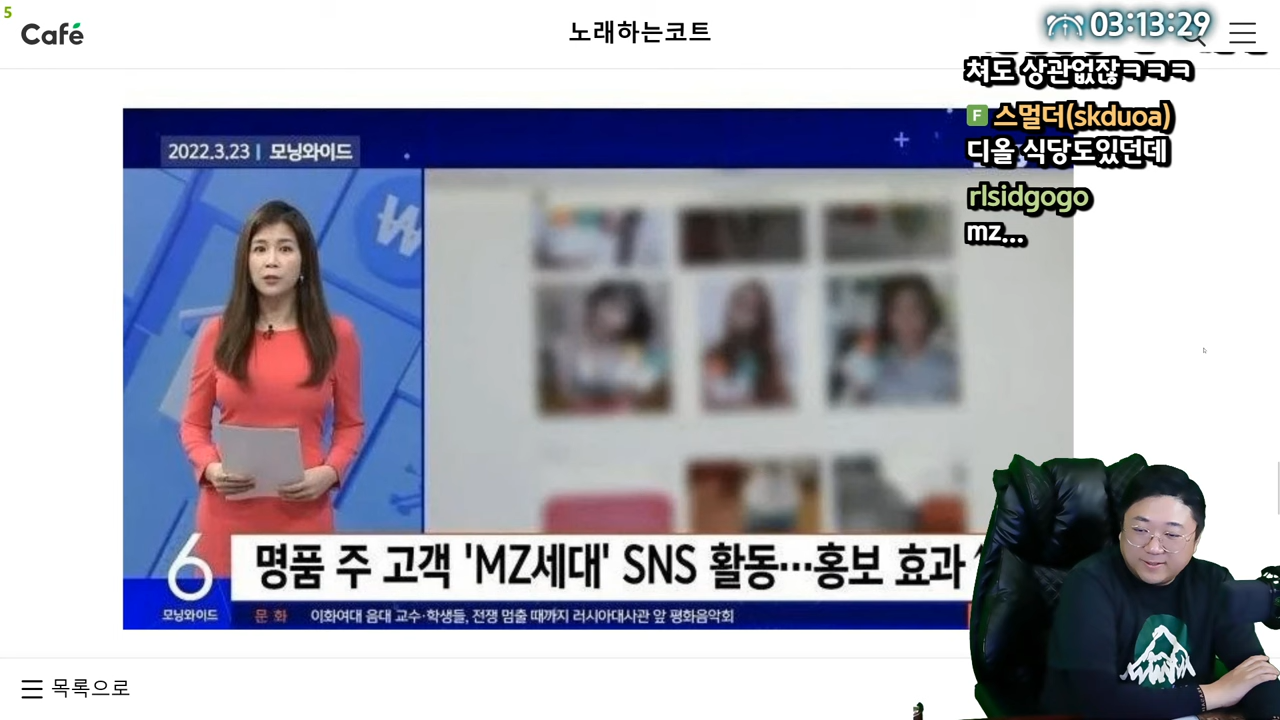 5
Café
노래하는코트
03:13:29
쳐도 상관없잖ㅋㅋㅋ
F 스멀더(skduoa)
디올 식당도있던데
rlsidgogo
mz...
2022.3.23 | 모닝와이드
₩
명품 주 고객 'MZ세대' SNS 활동…홍보 효과
6
모닝와이드
문 화 이화여대 음대 교수·학생들, 전쟁 멈출 때까지 러시아대사관 앞 평화음악회
목록으로